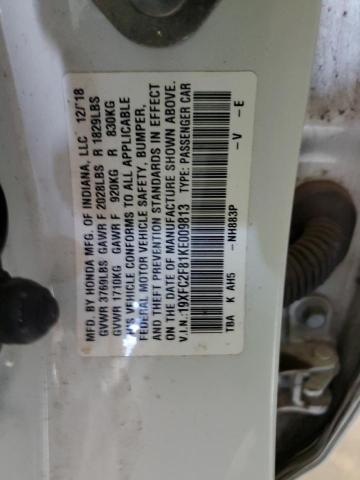 MFD. BY HONDA MFG. OF INDIANA, LLC 12/'18
GVWR 3769LBS GAWR F 2028LBS R 1829LBS
GVWR 1710KG GAWR F 920KG R 830KG
THIS VEHICLE CONFORMS TO ALL APPLICABLE
FEDERAL MOTOR VEHICLE SAFETY, BUMPER,
AND THEFT PREVENTION STANDARDS IN EFFECT
ON THE DATE OF MANUFACTURE SHOWN ABOVE.
V.I.N.:19XFC2F81KE009813 TYPE: PASSENGER CAR
-NH883P -V -E
TBA K AH5